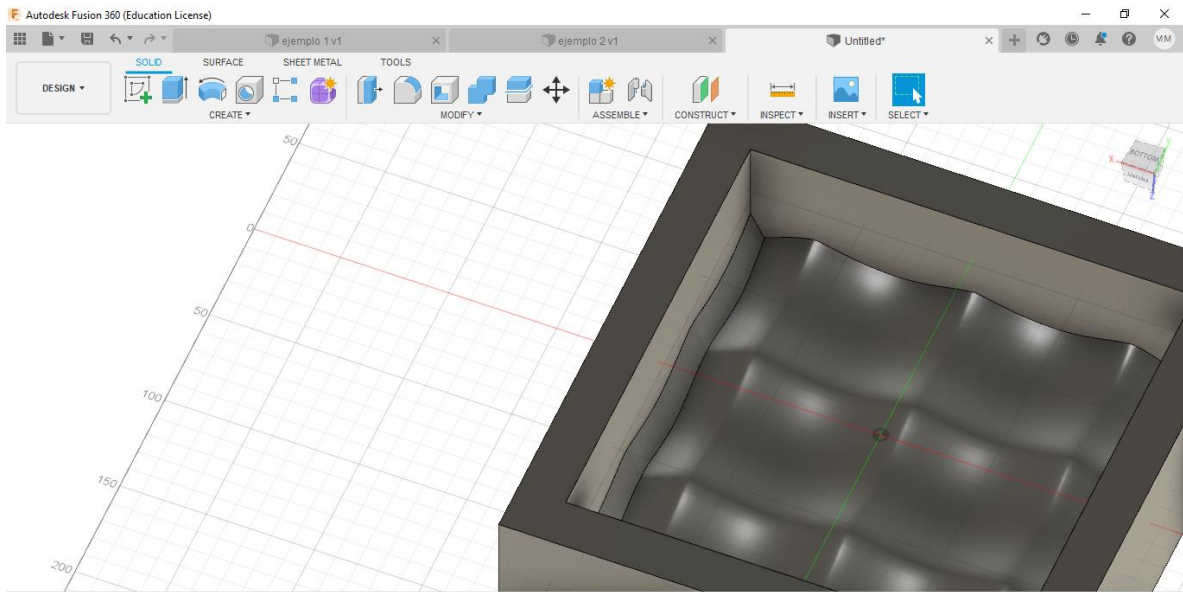 Autodesk Fusion 360 (Education License)
ejemplo 1 v1
ejemplo 2 v1
Untitled*
MM
SOLID SURFACE SHEET METAL TOOLS
DESIGN
CREATE MODIFY ASSEMBLE CONSTRUCT INSPECT INSERT SELECT
50
0
50
100
150
200
BOTTOM
X
Y
Z
Z